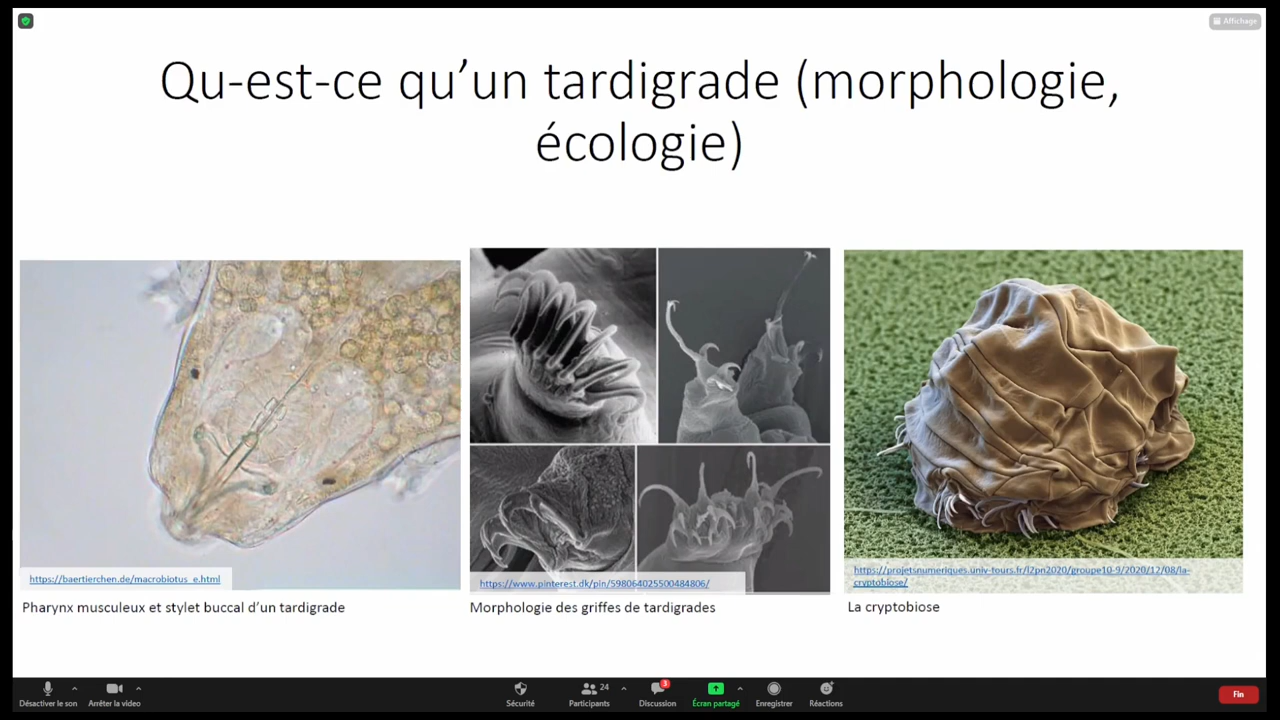 Affichage
Qu-est-ce qu’un tardigrade (morphologie,
écologie)
https://baertierchen.de/macrobiotus_e.html
https://www.pinterest.dk/pin/598064025500484806/
https://projetsnumeriques.univ-tours.fr/l2pn2020/groupe10-9/2020/12/08/la-
cryptobiose/
Pharynx musculeux et stylet buccal d’un tardigrade
Morphologie des griffes de tardigrades
La cryptobiose
Désactiver le son
Arrêter la video
Sécurité
24
Participants
3
Discussion
Écran partagé
Enregistrer
Réactions
Fin